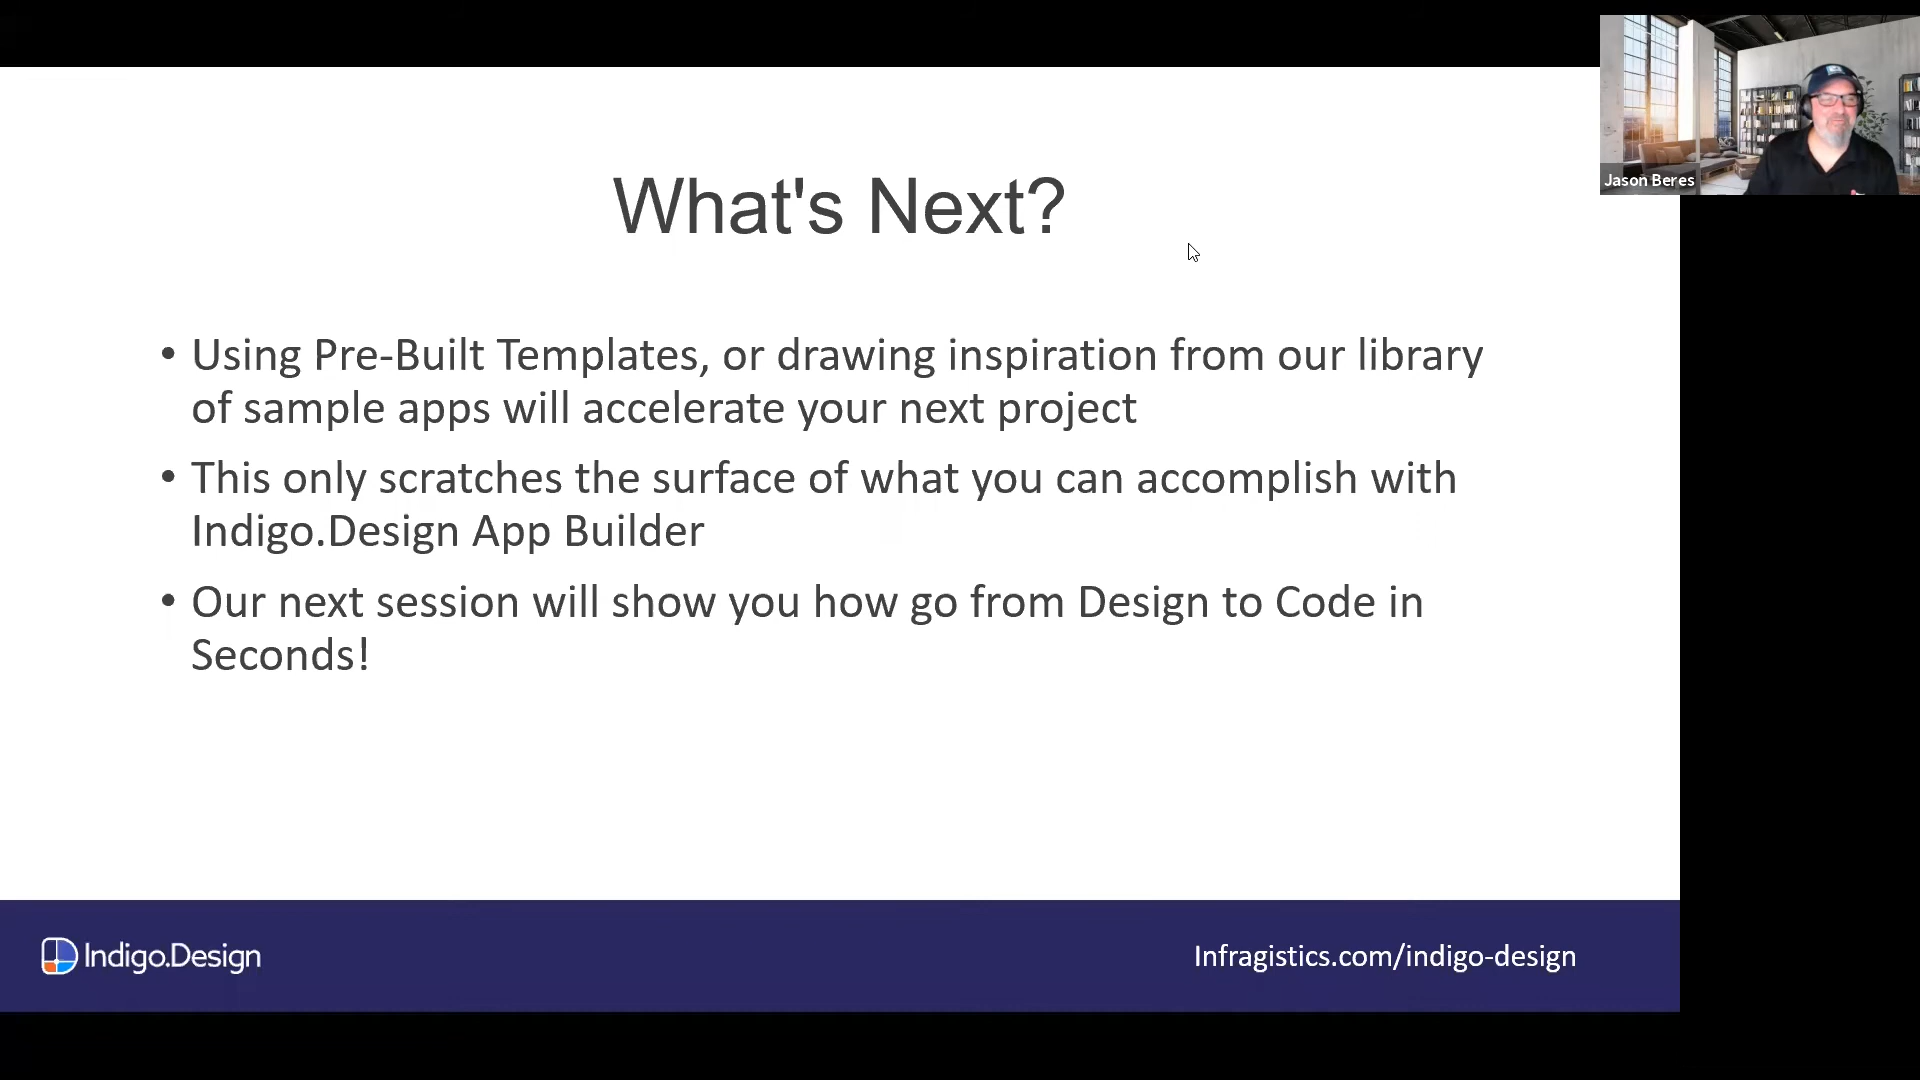 Jason Beres
What's Next?
• Using Pre-Built Templates, or drawing inspiration from our library
of sample apps will accelerate your next project
• This only scratches the surface of what you can accomplish with
Indigo.Design App Builder
• Our next session will show you how go from Design to Code in
Seconds!
Indigo.Design
Infragistics.com/indigo-design